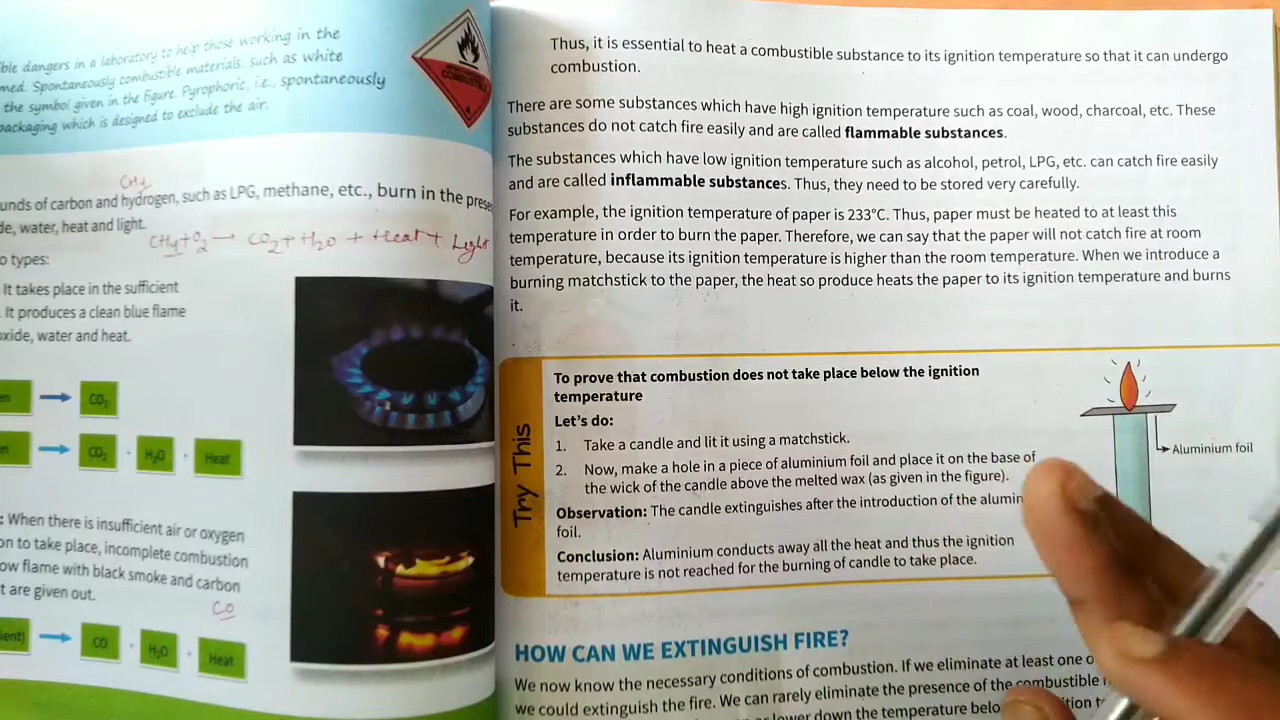 ble dangers in a laboratory to help those working in the
med. Spontaneously combustible materials, such as white
the symbol given in the figure. Pyrophoric, i.e., spontaneously
packaging which is designed to exclude the air.
CH4
unds of carbon and hydrogen, such as LPG, methane, etc., burn in the prese
de, water, heat and light.
CH4+O2 → CO2+H2O + Heat + Light
o types:
It takes place in the sufficient
. It produces a clean blue flame
oxide, water and heat.
en → CO2
en → CO2 + H2O + Heat
: When there is insufficient air or oxygen
on to take place, incomplete combustion
ow flame with black smoke and carbon
t are given out.
CO
ient) → CO + H2O + Heat
Thus, it is essential to heat a combustible substance to its ignition temperature so that it can undergo
combustion.
There are some substances which have high ignition temperature such as coal, wood, charcoal, etc. These
substances do not catch fire easily and are called flammable substances.
The substances which have low ignition temperature such as alcohol, petrol, LPG, etc. can catch fire easily
and are called inflammable substances. Thus, they need to be stored very carefully.
For example, the ignition temperature of paper is 233°C. Thus, paper must be heated to at least this
temperature in order to burn the paper. Therefore, we can say that the paper will not catch fire at room
temperature, because its ignition temperature is higher than the room temperature. When we introduce a
burning matchstick to the paper, the heat so produce heats the paper to its ignition temperature and burns
it.
Try This
To prove that combustion does not take place below the ignition
temperature
Let's do:
1. Take a candle and lit it using a matchstick.
2. Now, make a hole in a piece of aluminium foil and place it on the base of
the wick of the candle above the melted wax (as given in the figure).
Observation: The candle extinguishes after the introduction of the alumin
foil.
Conclusion: Aluminium conducts away all the heat and thus the ignition
temperature is not reached for the burning of candle to take place.
Aluminium foil
HOW CAN WE EXTINGUISH FIRE?
We now know the necessary conditions of combustion. If we eliminate at least one o
we could extinguish the fire. We can rarely eliminate the presence of the combustible
or lower down the temperature belo